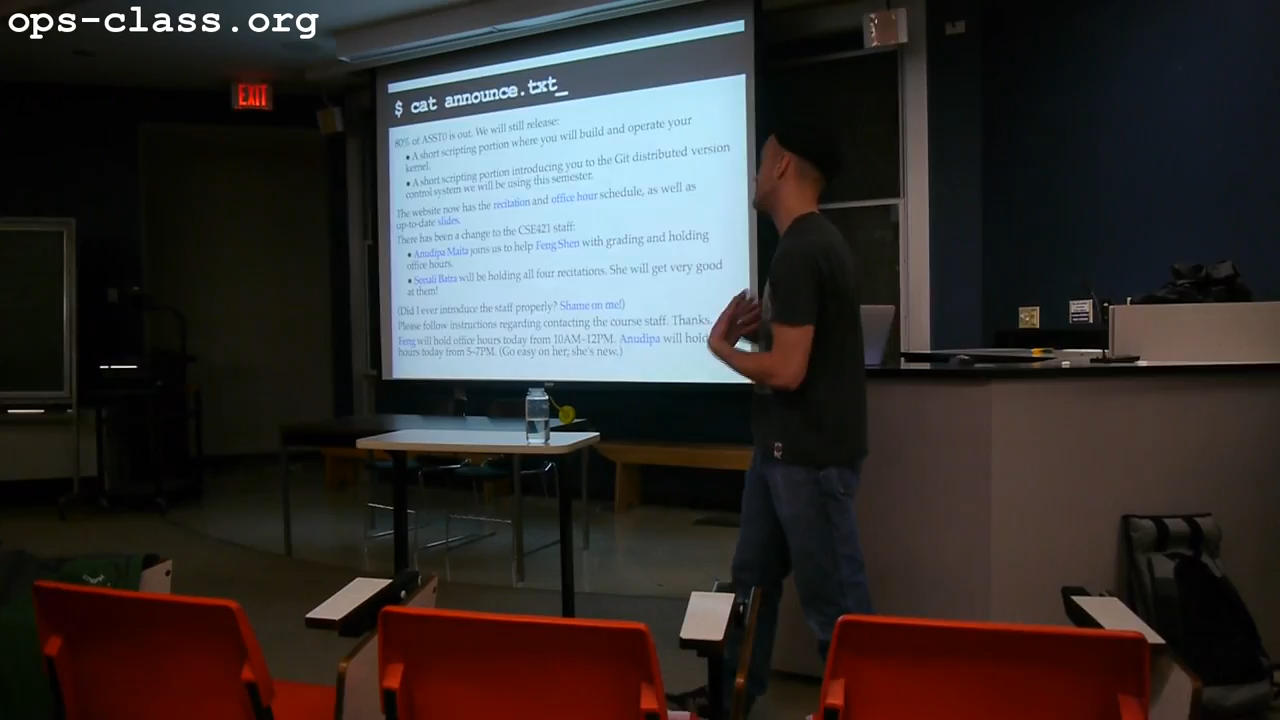 ops-class.org
EXIT
$ cat announce.txt_
80% of ASST0 is out. We will still release:
• A short scripting portion where you will build and operate your
kernel.
• A short scripting portion introducing you to the Git distributed version
control system we will be using this semester.
The website now has the recitation and office hour schedule, as well as
up-to-date slides.
There has been a change to the CSE421 staff:
• Anudipa Maita joins us to help Feng Shen with grading and holding
office hours.
• Sonali Batra will be holding all four recitations. She will get very good
at them!
(Did I ever introduce the staff properly? Shame on me!)
Please follow instructions regarding contacting the course staff. Thanks.
Feng will hold office hours today from 10AM–12PM. Anudipa will hold
hours today from 5–7PM. (Go easy on her; she's new.)